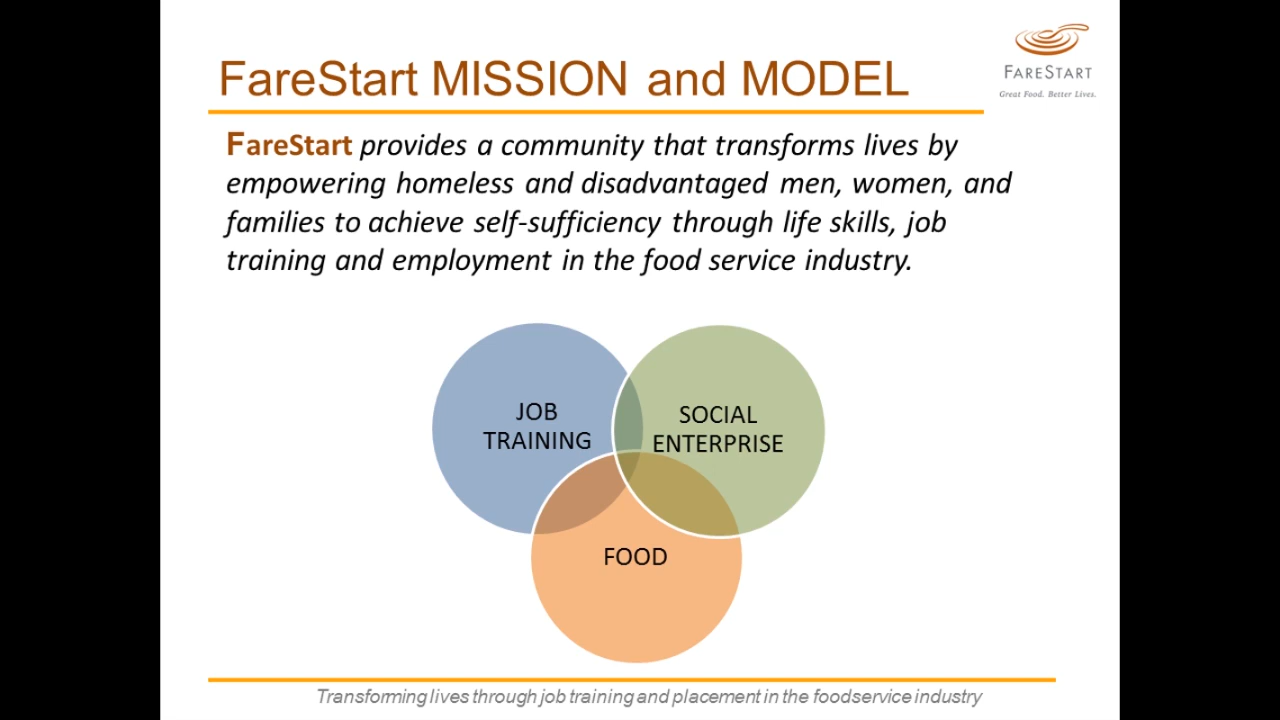 FareStart MISSION and MODEL
FARESTART
Great Food. Better Lives.
FareStart provides a community that transforms lives by
empowering homeless and disadvantaged men, women, and
families to achieve self-sufficiency through life skills, job
training and employment in the food service industry.
JOB
TRAINING
SOCIAL
ENTERPRISE
FOOD
Transforming lives through job training and placement in the foodservice industry